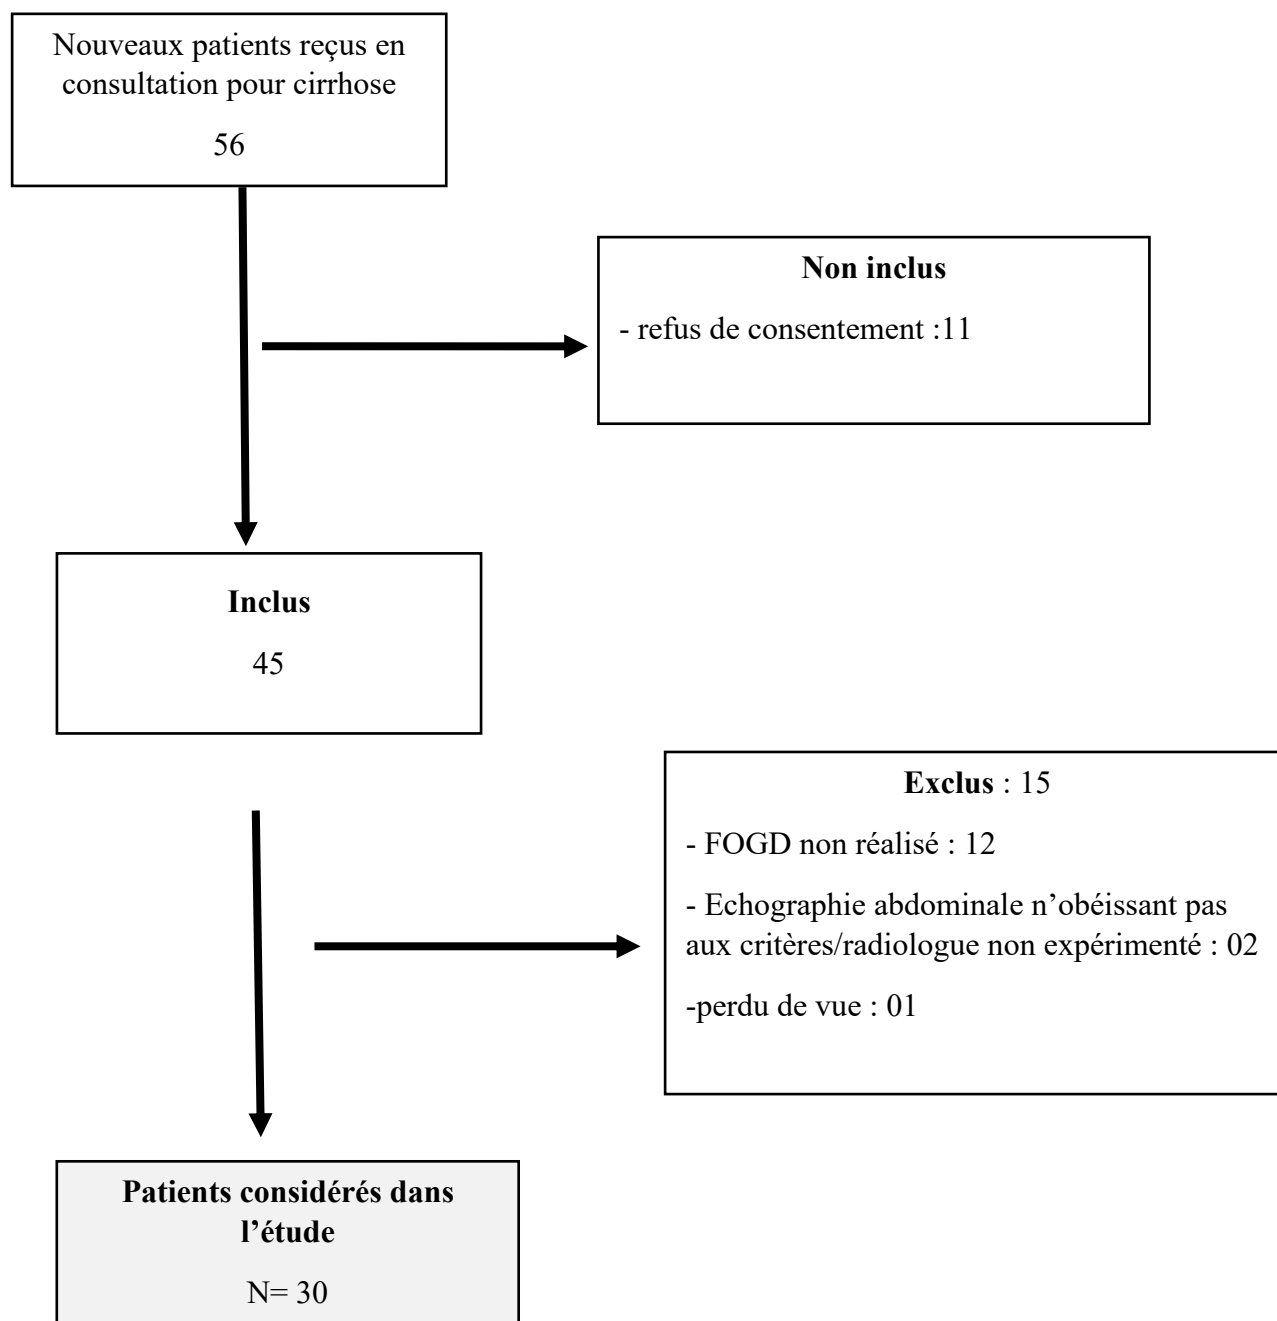 Nouveaux patients reçus en
consultation pour cirrhose
56
Non inclus
- refus de consentement :11
Inclus
45
Exclus : 15
- FOGD non réalisé : 12
- Echographie abdominale n’obéissant pas
aux critères/radiologue non expérimenté : 02
-perdu de vue : 01
Patients considérés dans
l’étude
N= 30